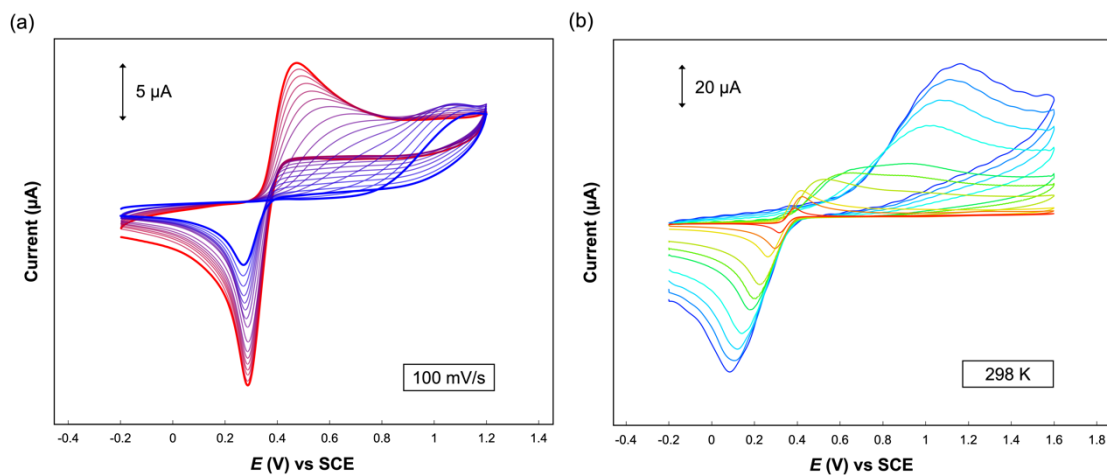 (a)
5 µA
Current (µA)
100 mV/s
-0.4 -0.2 0 0.2 0.4 0.6 0.8 1 1.2 1.4
E (V) vs SCE
(b)
20 µA
Current (µA)
298 K
-0.4 -0.2 0 0.2 0.4 0.6 0.8 1 1.2 1.4 1.6 1.8
E (V) vs SCE